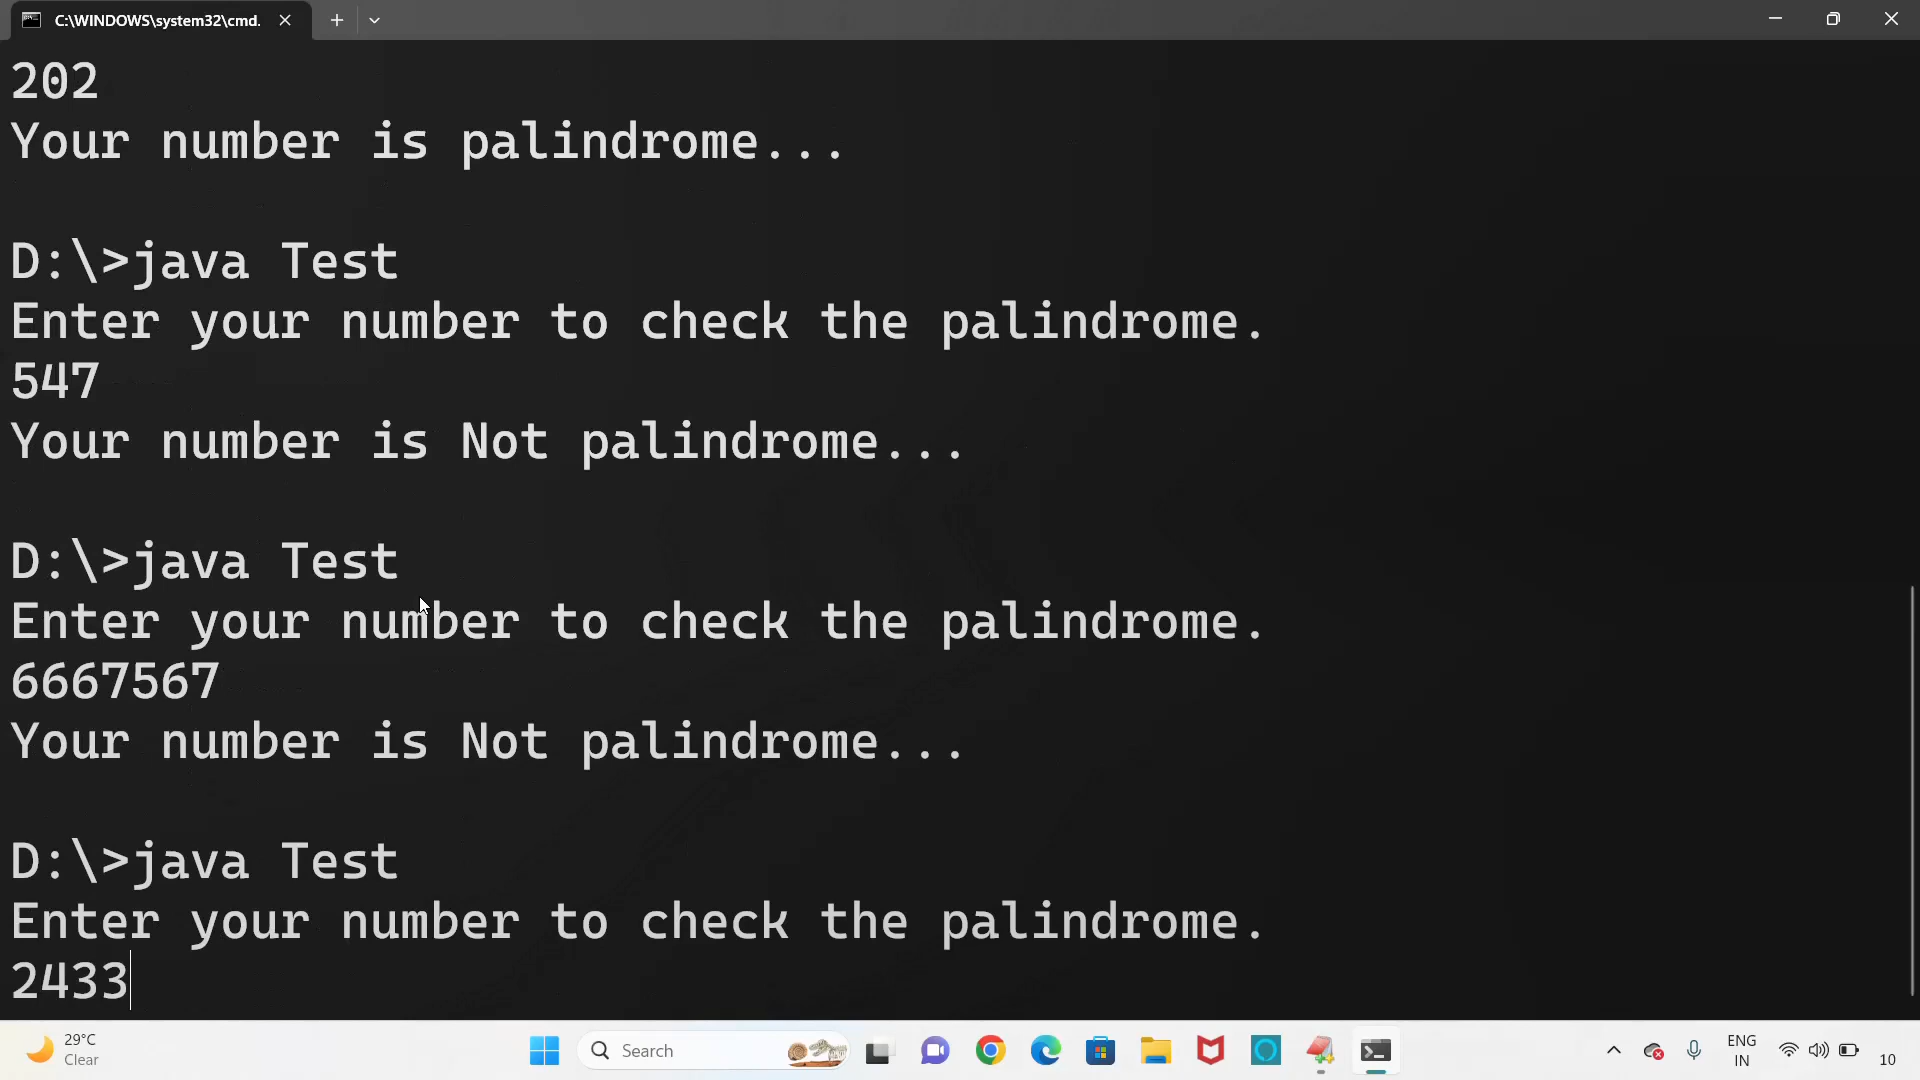 C:\WINDOWS\system32\cmd.
202
Your number is palindrome...
D:\>java Test
Enter your number to check the palindrome.
547
Your number is Not palindrome...
D:\>java Test
Enter your number to check the palindrome.
6667567
Your number is Not palindrome...
D:\>java Test
Enter your number to check the palindrome.
2433
29°C
Clear
Search
ENG
IN
10